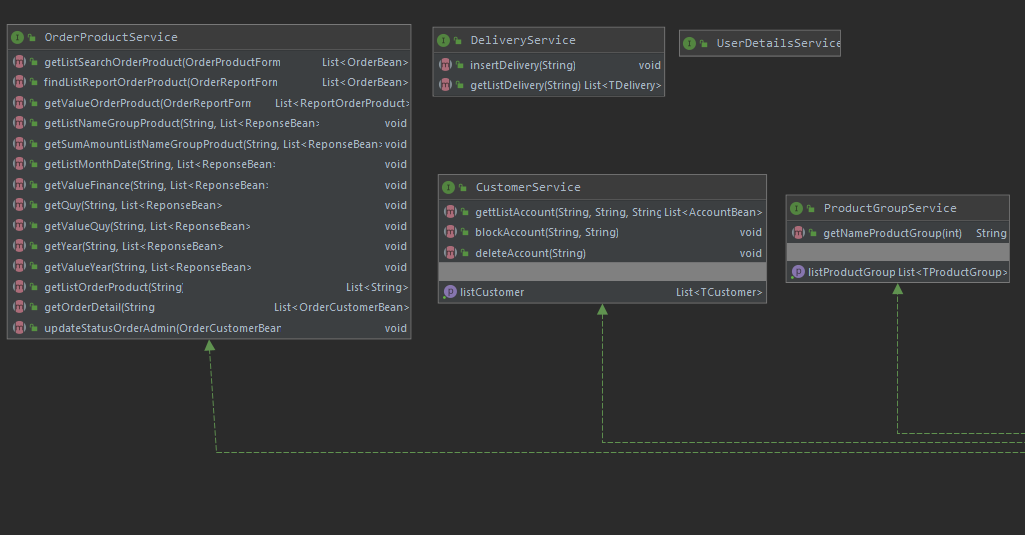 OrderProductService
getListSearchOrderProduct(OrderProductForm List<OrderBean>
findListReportOrderProduct(OrderReportForm List<OrderBean>
getValueOrderProduct(OrderReportForm List<ReportOrderProduct>
getListNameGroupProduct(String, List<ReponseBean> void
getSumAmountListNameGroupProduct(String, List<ReponseBean> void
getListMonthDate(String, List<ReponseBean> void
getValueFinance(String, List<ReponseBean> void
getQuy(String, List<ReponseBean> void
getValueQuy(String, List<ReponseBean> void
getYear(String, List<ReponseBean> void
getValueYear(String, List<ReponseBean> void
getListOrderProduct(String) List<String>
getOrderDetail(String List<OrderCustomerBean>
updateStatusOrderAdmin(OrderCustomerBean void
DeliveryService
insertDelivery(String) void
getListDelivery(String) List<TDelivery>
UserDetailsService
CustomerService
gettListAccount(String, String, String List<AccountBean>
blockAccount(String, String) void
deleteAccount(String) void
listCustomer List<TCustomer>
ProductGroupService
getNameProductGroup(int) String
listProductGroup List<TProductGroup>